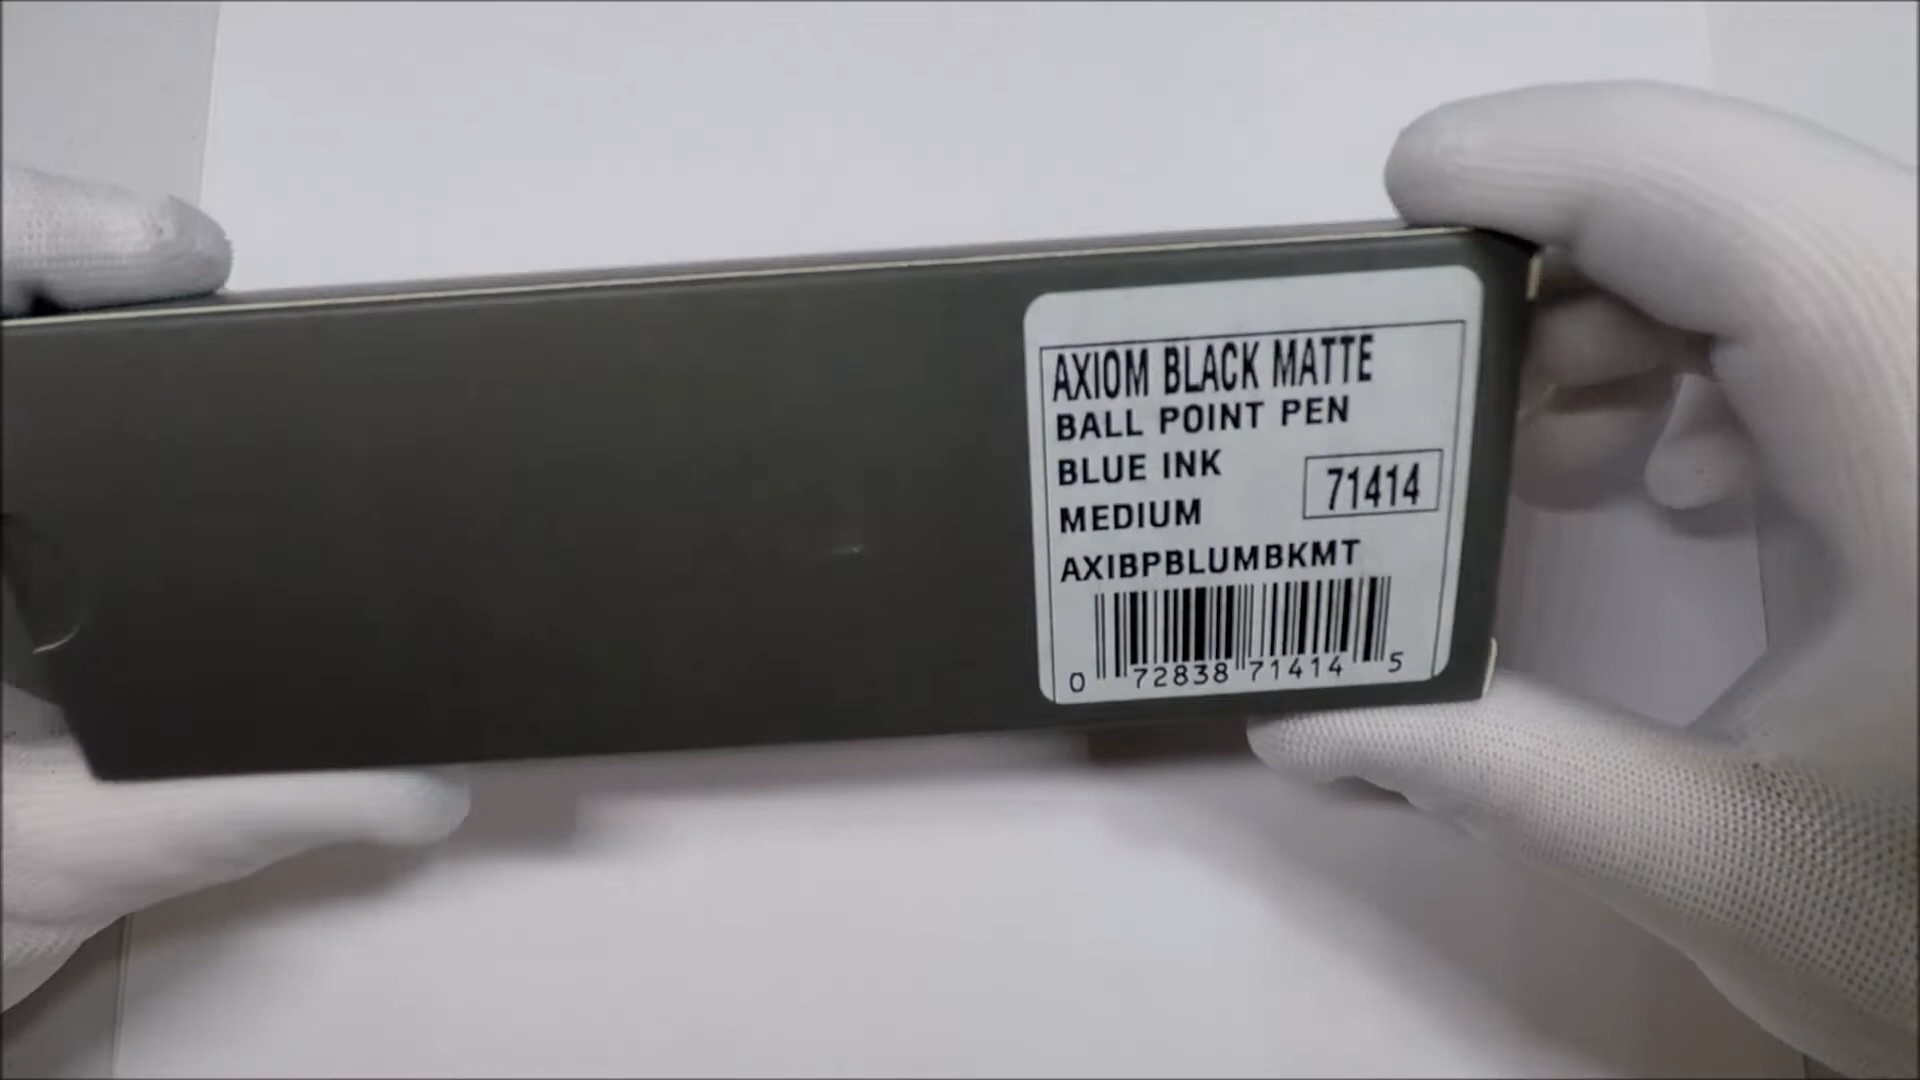 AXIOM BLACK MATTE
BALL POINT PEN
BLUE INK
71414
MEDIUM
AXIBPBLUMBKMT
0 72838 71414 5